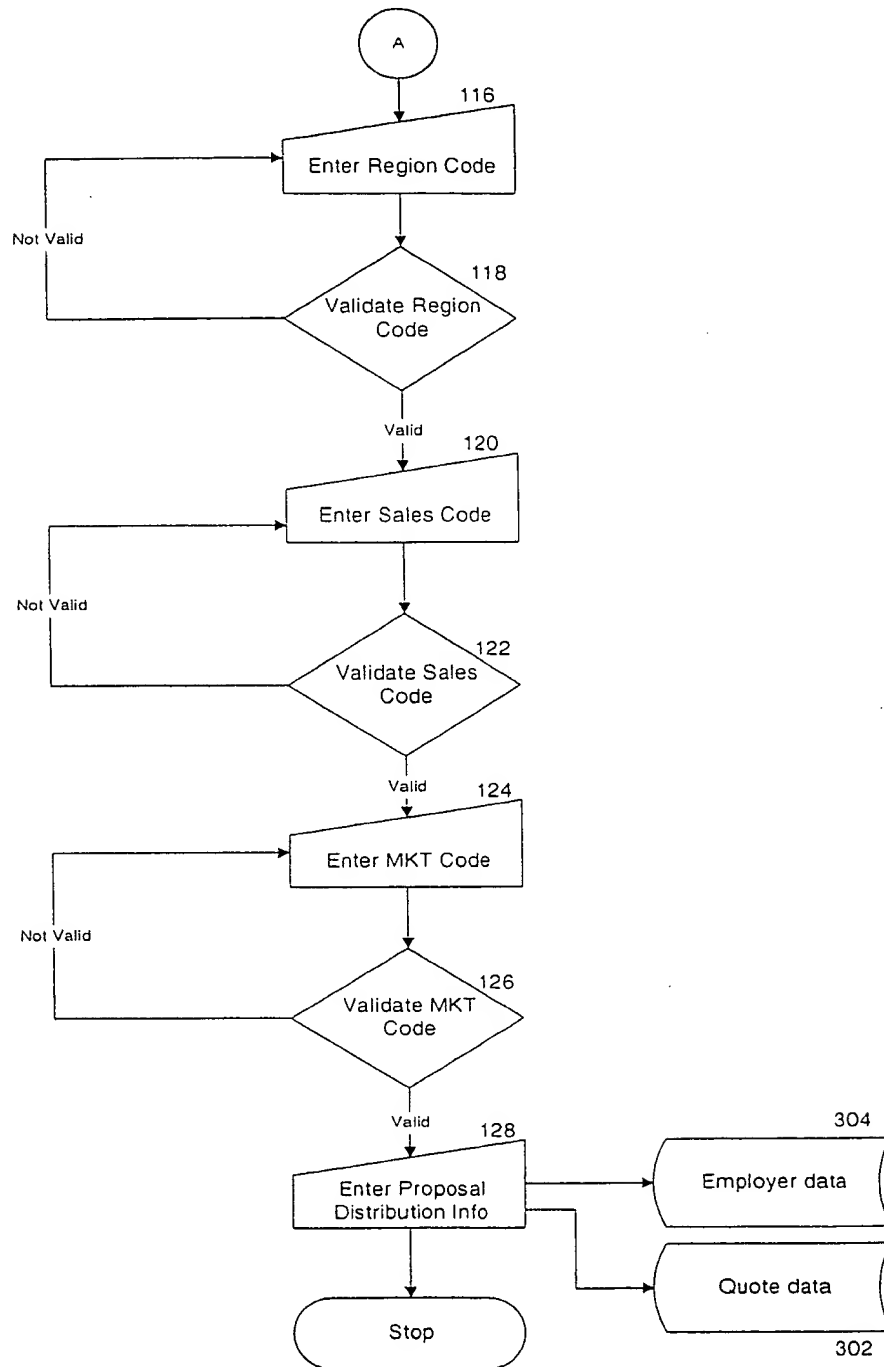 A
116
Enter Region Code
Not Valid
118
Validate Region
Code
Valid
120
Enter Sales Code
Not Valid
122
Validate Sales
Code
Valid
124
Enter MKT Code
Not Valid
126
Validate MKT
Code
Valid
128
304
Enter Proposal
Distribution Info
Employer data
Quote data
Stop
302